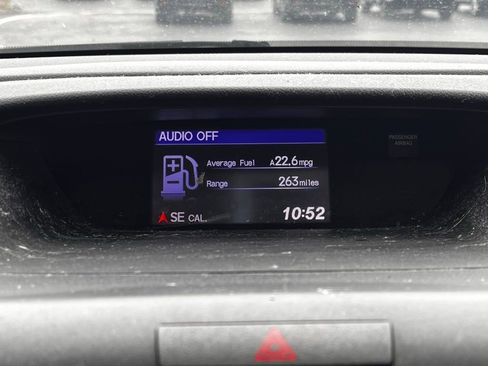 AUDIO OFF
Average Fuel A22.6mpg
Range 263miles
SE CAL. 10:52
PASSENGER
AIRBAG